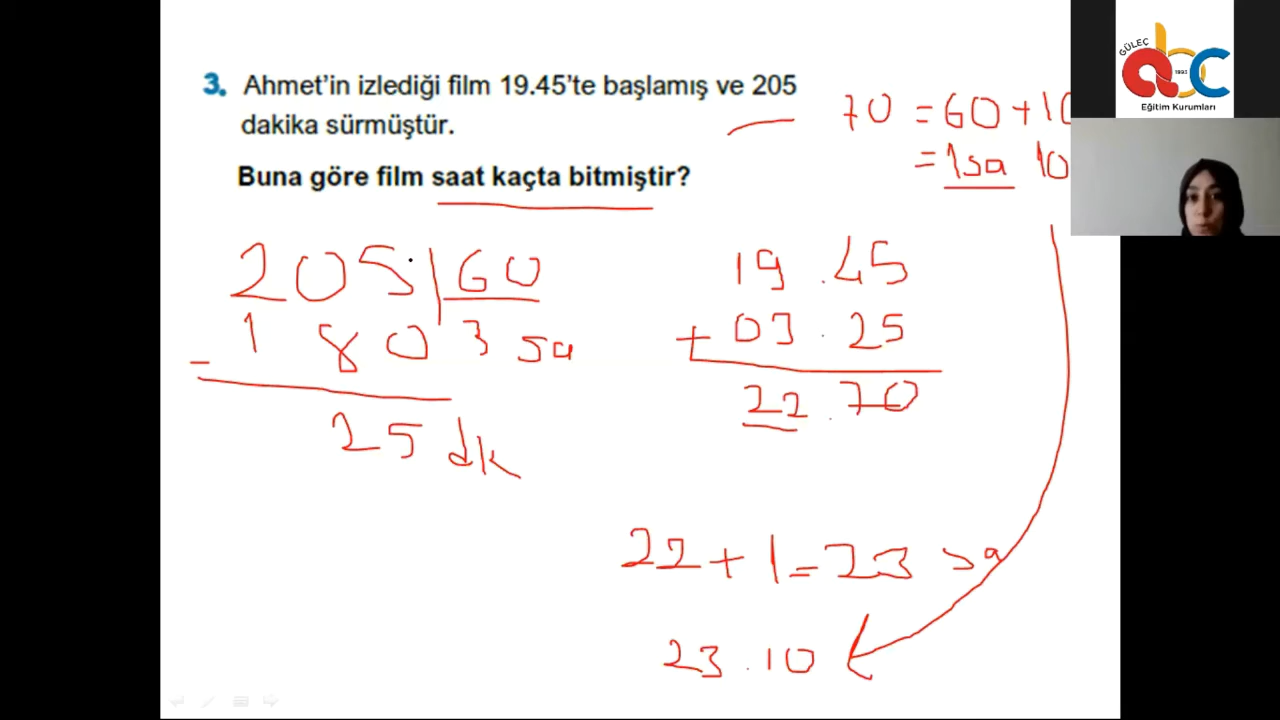 3. Ahmet'in izlediği film 19.45'te başlamış ve 205
dakika sürmüştür.
Buna göre film saat kaçta bitmiştir?
70 = 60 + 10
= 1sa 10
205 60
- 180 3 sa
25 dk
19.45
+ 03.25
22.70
22 + 1 = 23 sa
23.10
GÜLEÇ
abc
1993
Eğitim Kurumları